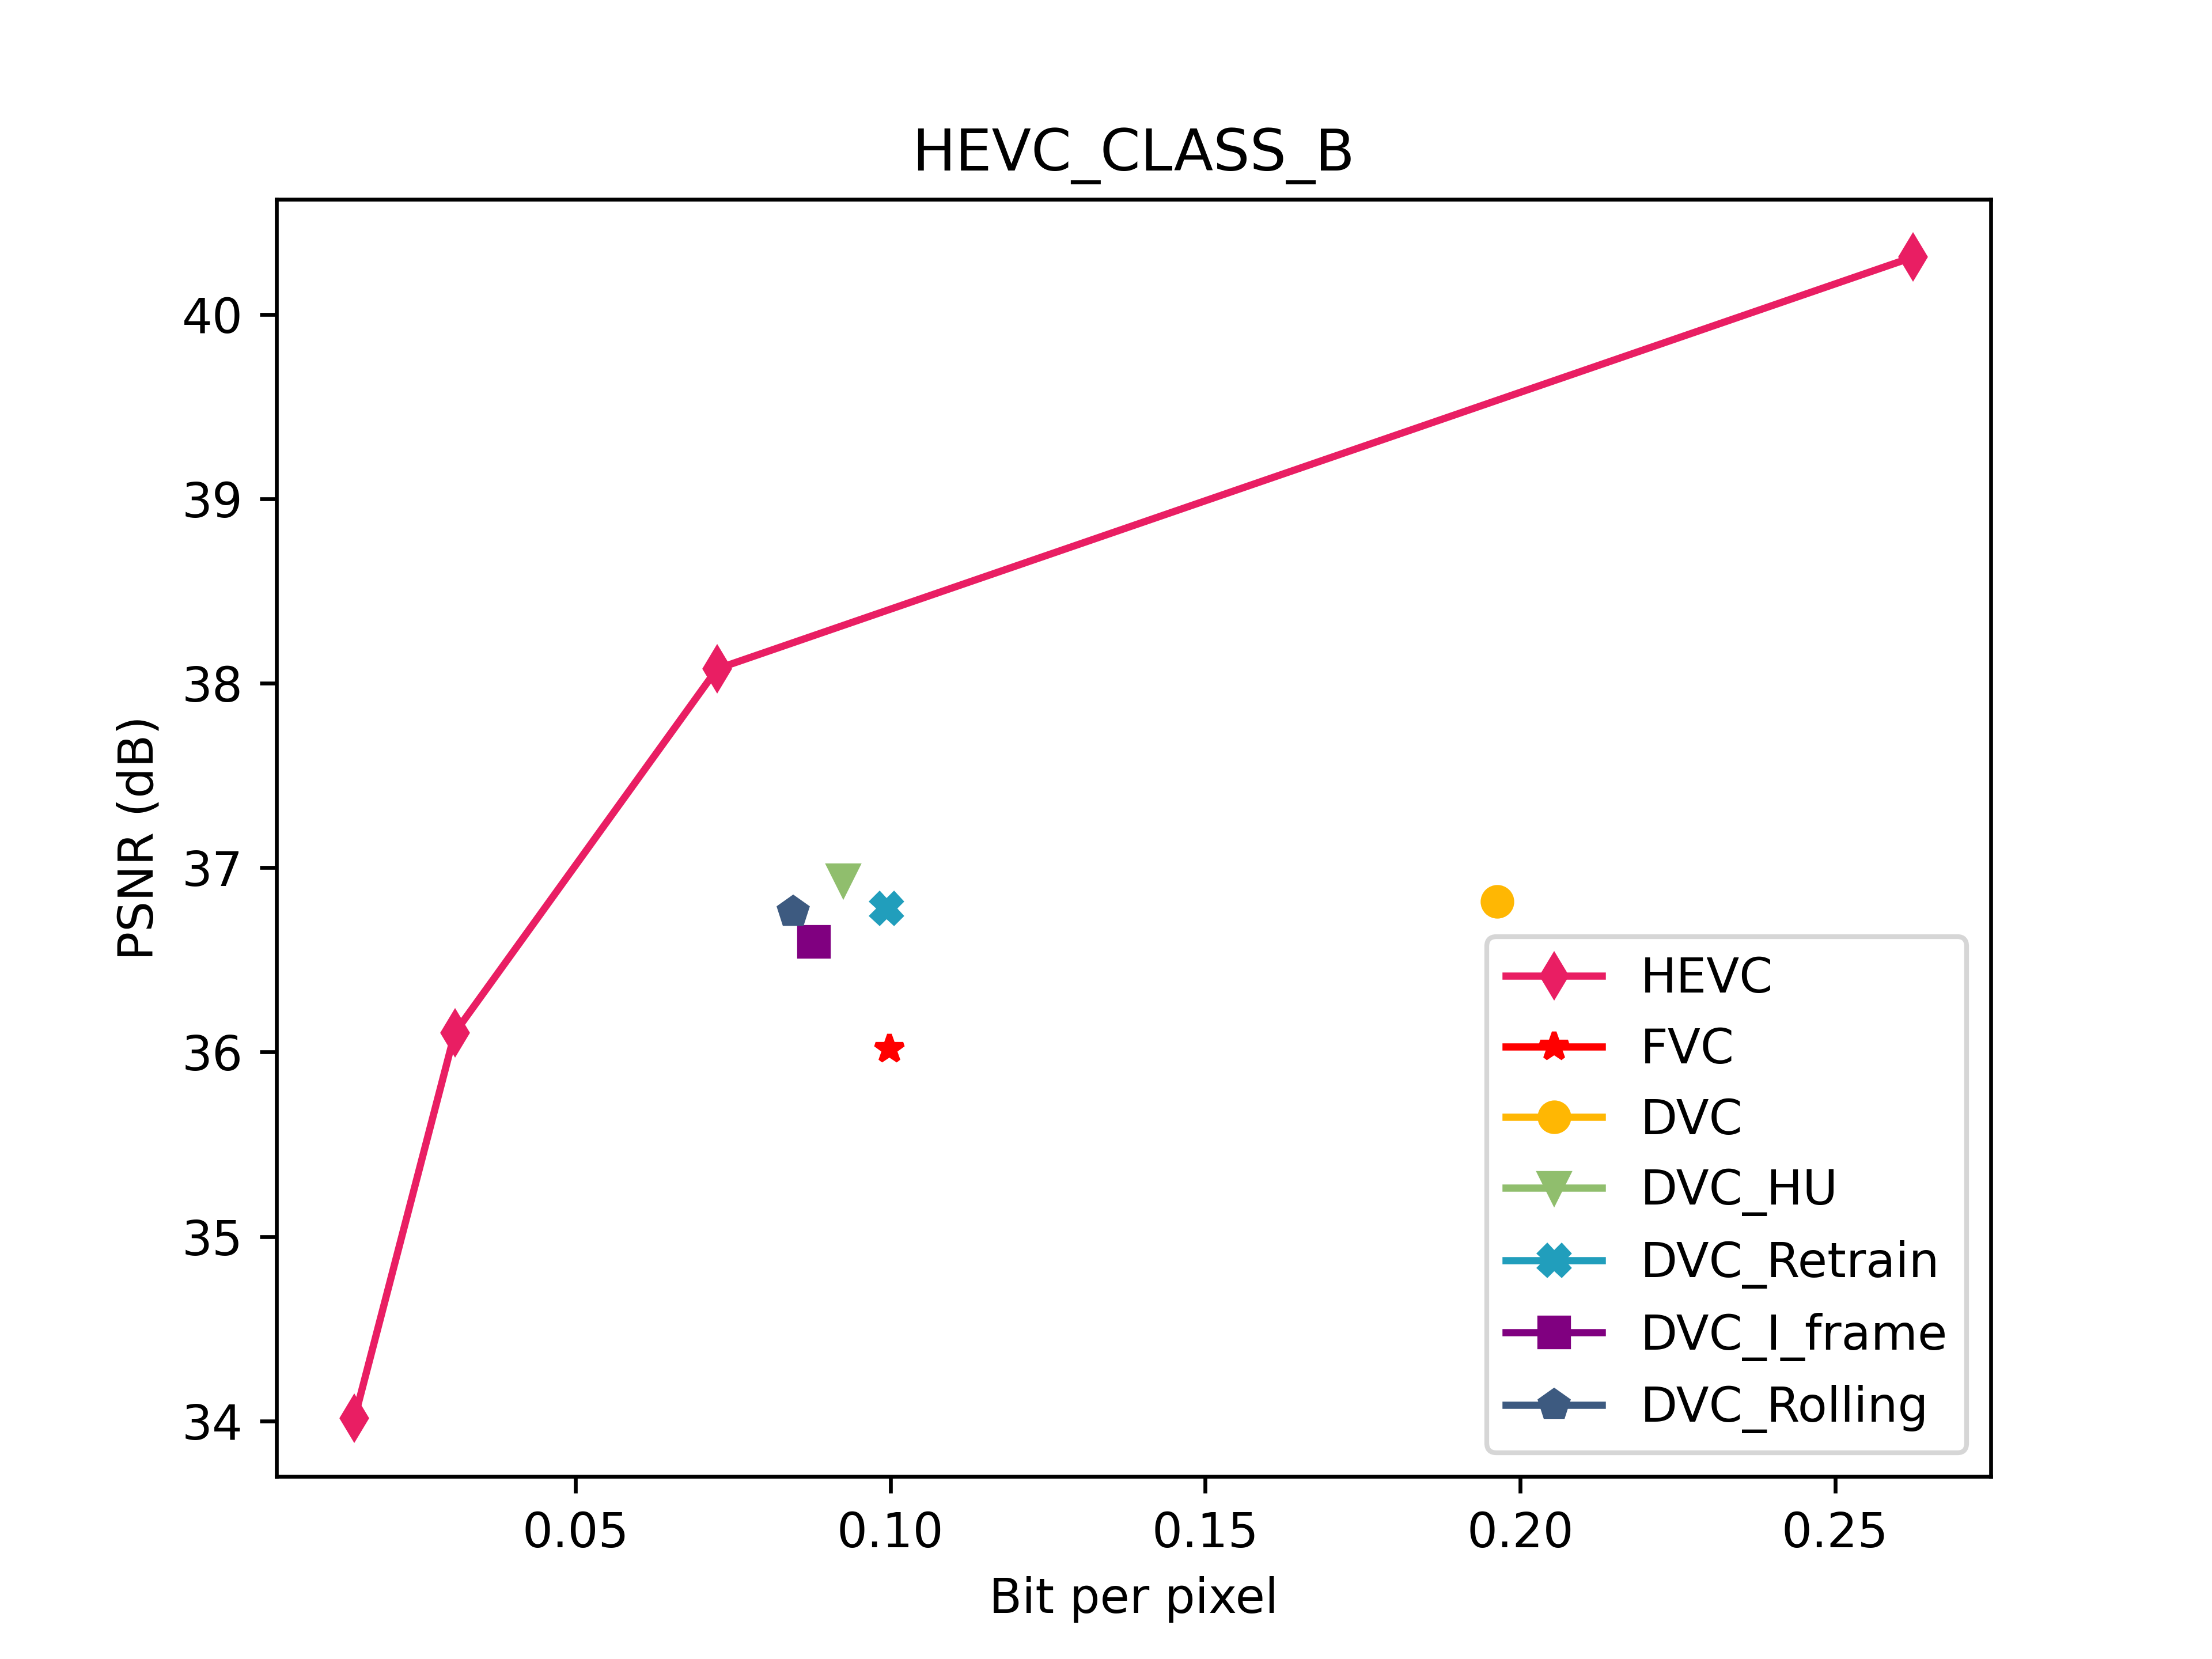 HEVC_CLASS_B
40
39
38
37
36
35
34
PSNR (dB)
HEVC
FVC
DVC
DVC_HU
DVC_Retrain
DVC_I_frame
DVC_Rolling
0.05 0.10 0.15 0.20 0.25
Bit per pixel